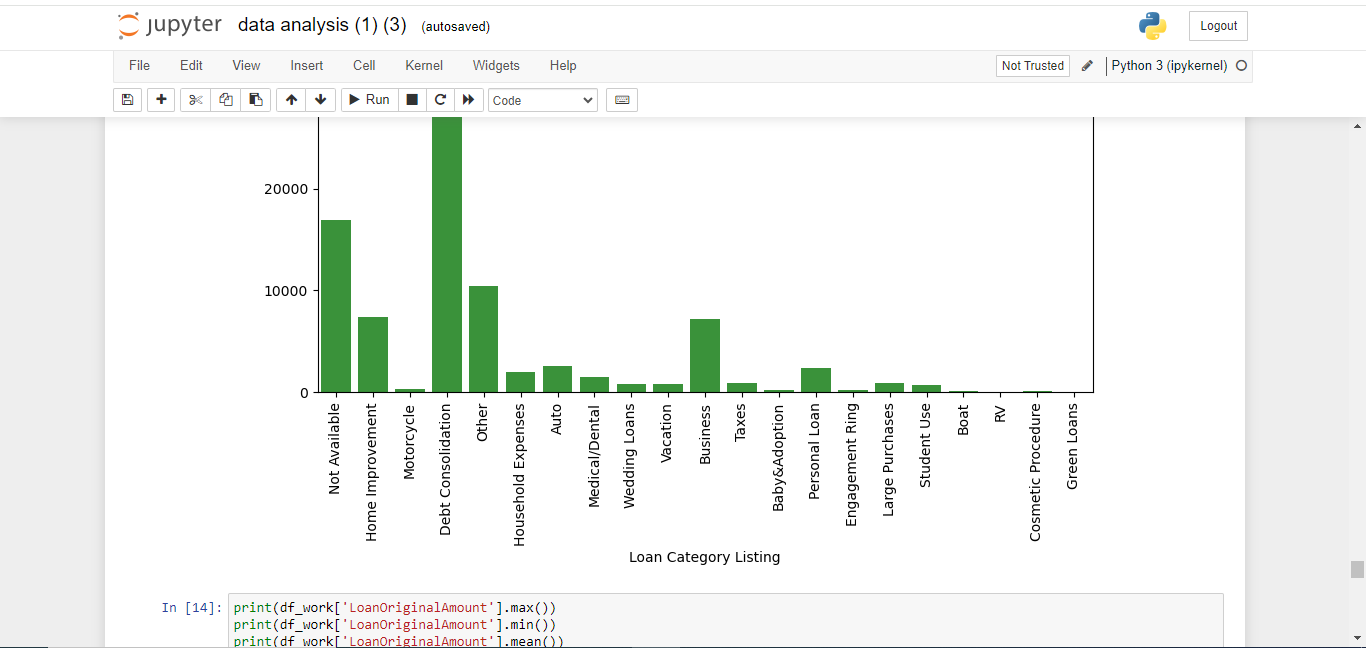 jupyter data analysis (1) (3) (autosaved) Logout
File Edit View Insert Cell Kernel Widgets Help Not Trusted Python 3 (ipykernel)
Run Code
20000
10000
0
Not Available
Home Improvement
Motorcycle
Debt Consolidation
Other
Household Expenses
Auto
Medical/Dental
Wedding Loans
Vacation
Business
Taxes
Baby&Adoption
Personal Loan
Engagement Ring
Large Purchases
Student Use
Boat
RV
Cosmetic Procedure
Green Loans
Loan Category Listing
In [14]: print(df_work['LoanOriginalAmount'].max())
print(df_work['LoanOriginalAmount'].min())
print(df_work['LoanOriginalAmount'].mean())